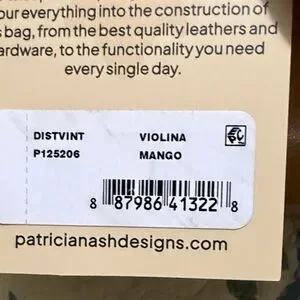 our everything into the construction of
s bag, from the best quality leathers and
ardware, to the functionality you need
every single day.
DISTVINT VIOLINA
P125206 MANGO
8 87986 41322 8
patricianashdesigns.com